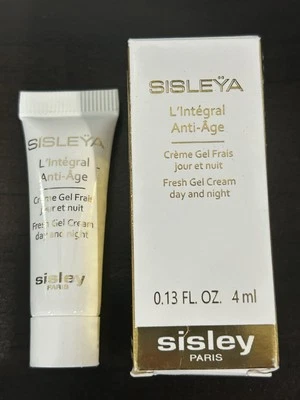 SISLEŸA
L'Intégral
Anti-Âge
Crème Gel Frais
jour et nuit
Fresh Gel Cream
day and night
sisley
PARIS
SISLEŸA
L'Intégral
Anti-Âge
Crème Gel Frais
jour et nuit
Fresh Gel Cream
day and night
0.13 FL. OZ. 4 ml
sisley
PARIS